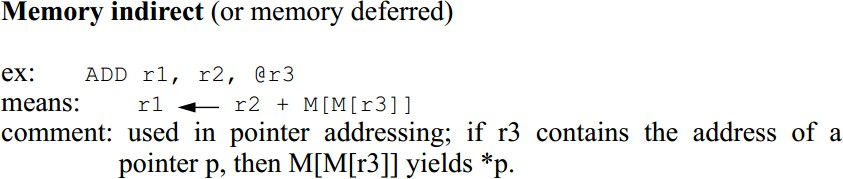 Memory indirect (or memory deferred)
ex: ADD r1, r2, @r3
means: r1 ← r2 + M[M[r3]]
comment: used in pointer addressing; if r3 contains the address of a
pointer p, then M[M[r3]] yields *p.